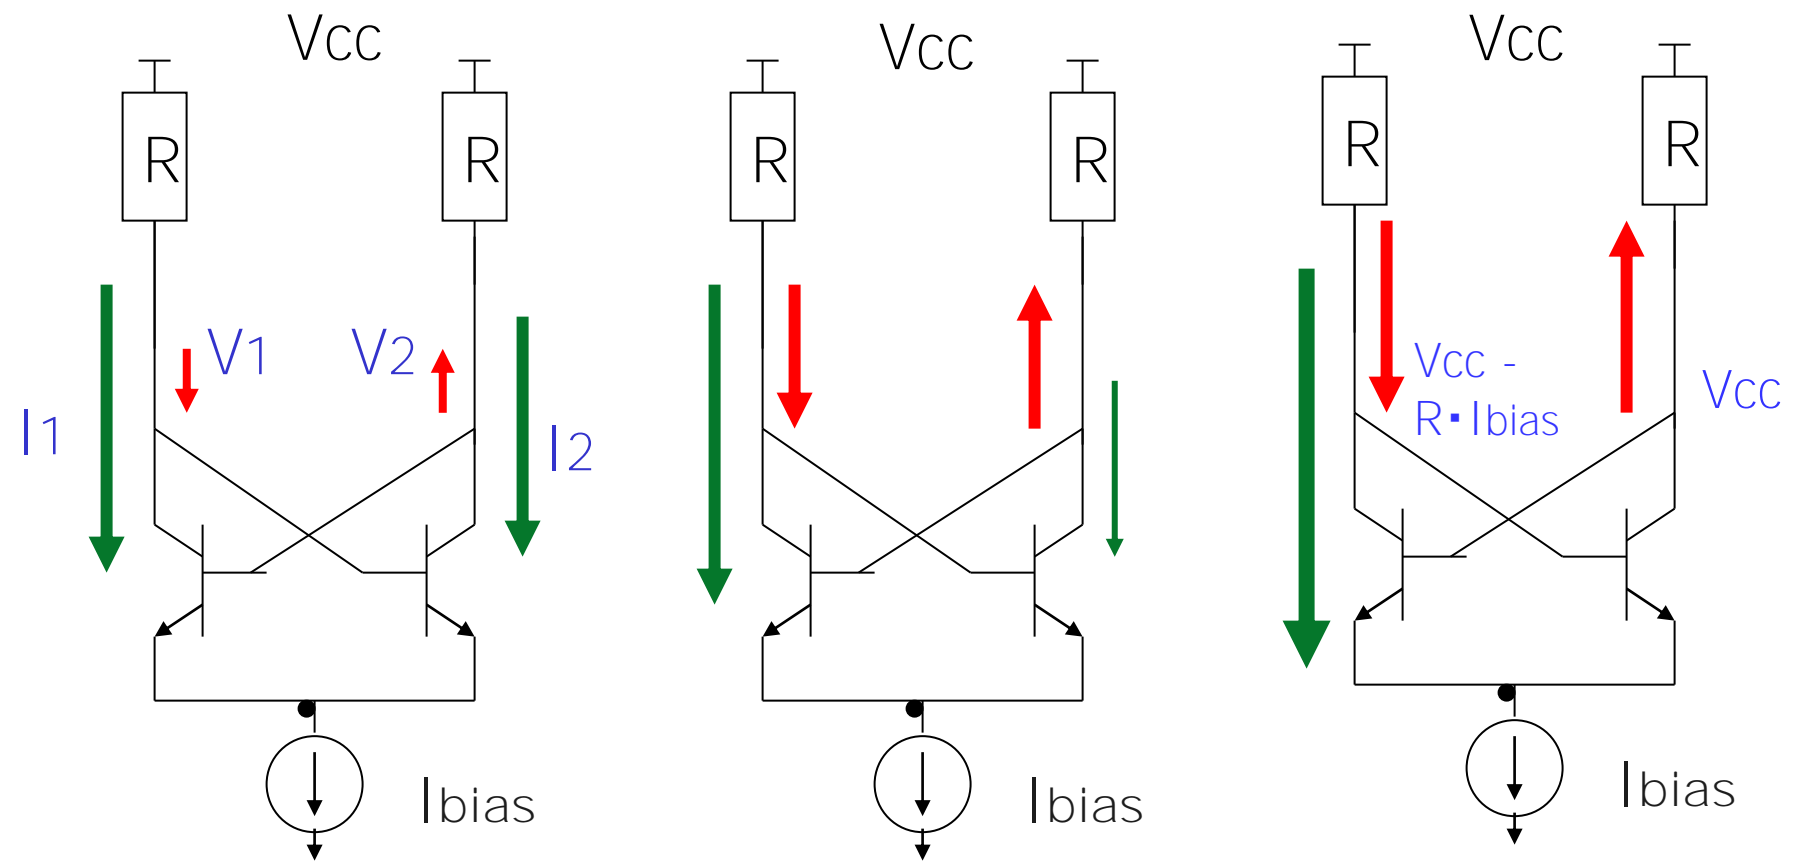 Vcc
R
R
V1
V2
I1
I2
Ibias
Vcc
R
R
Ibias
Vcc
R
R
Vcc -
R▪Ibias
Vcc
Ibias